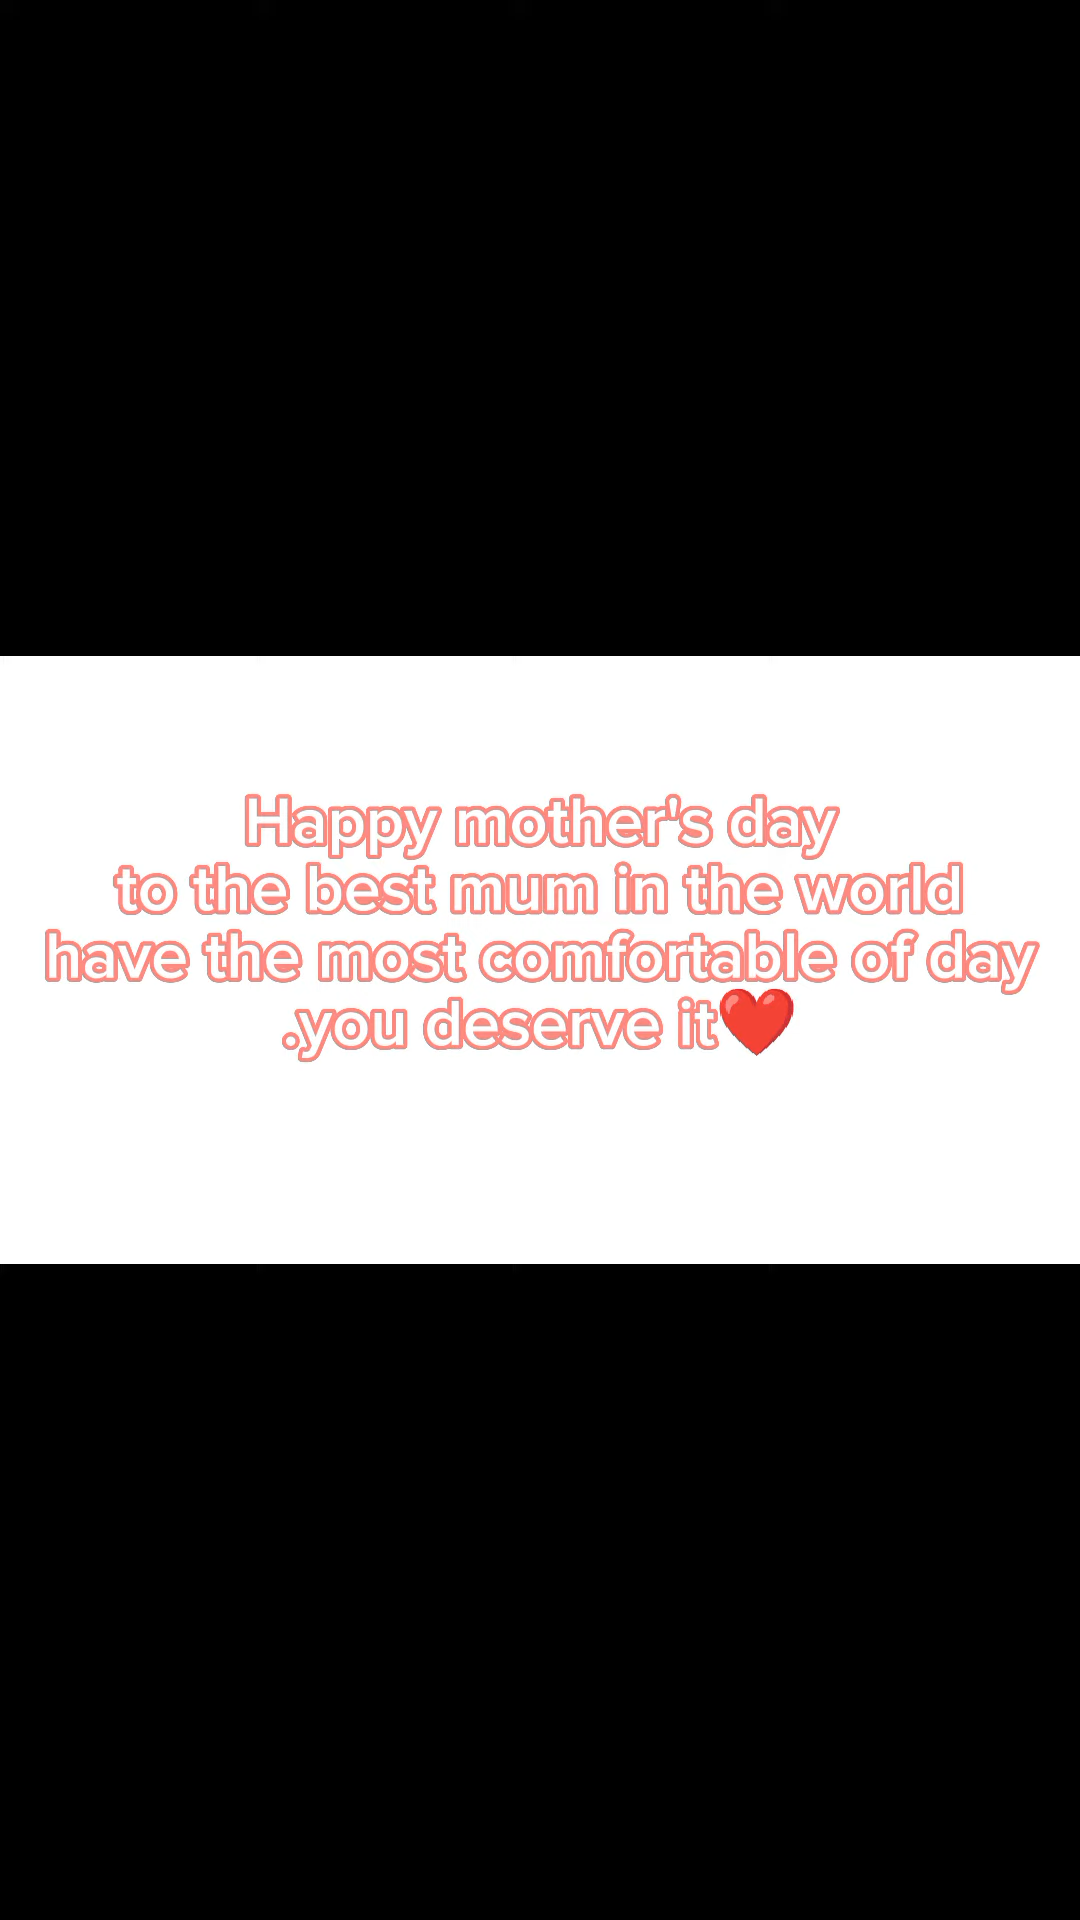 Happy mother's day
to the best mum in the world
have the most comfortable of day
.you deserve it❤️